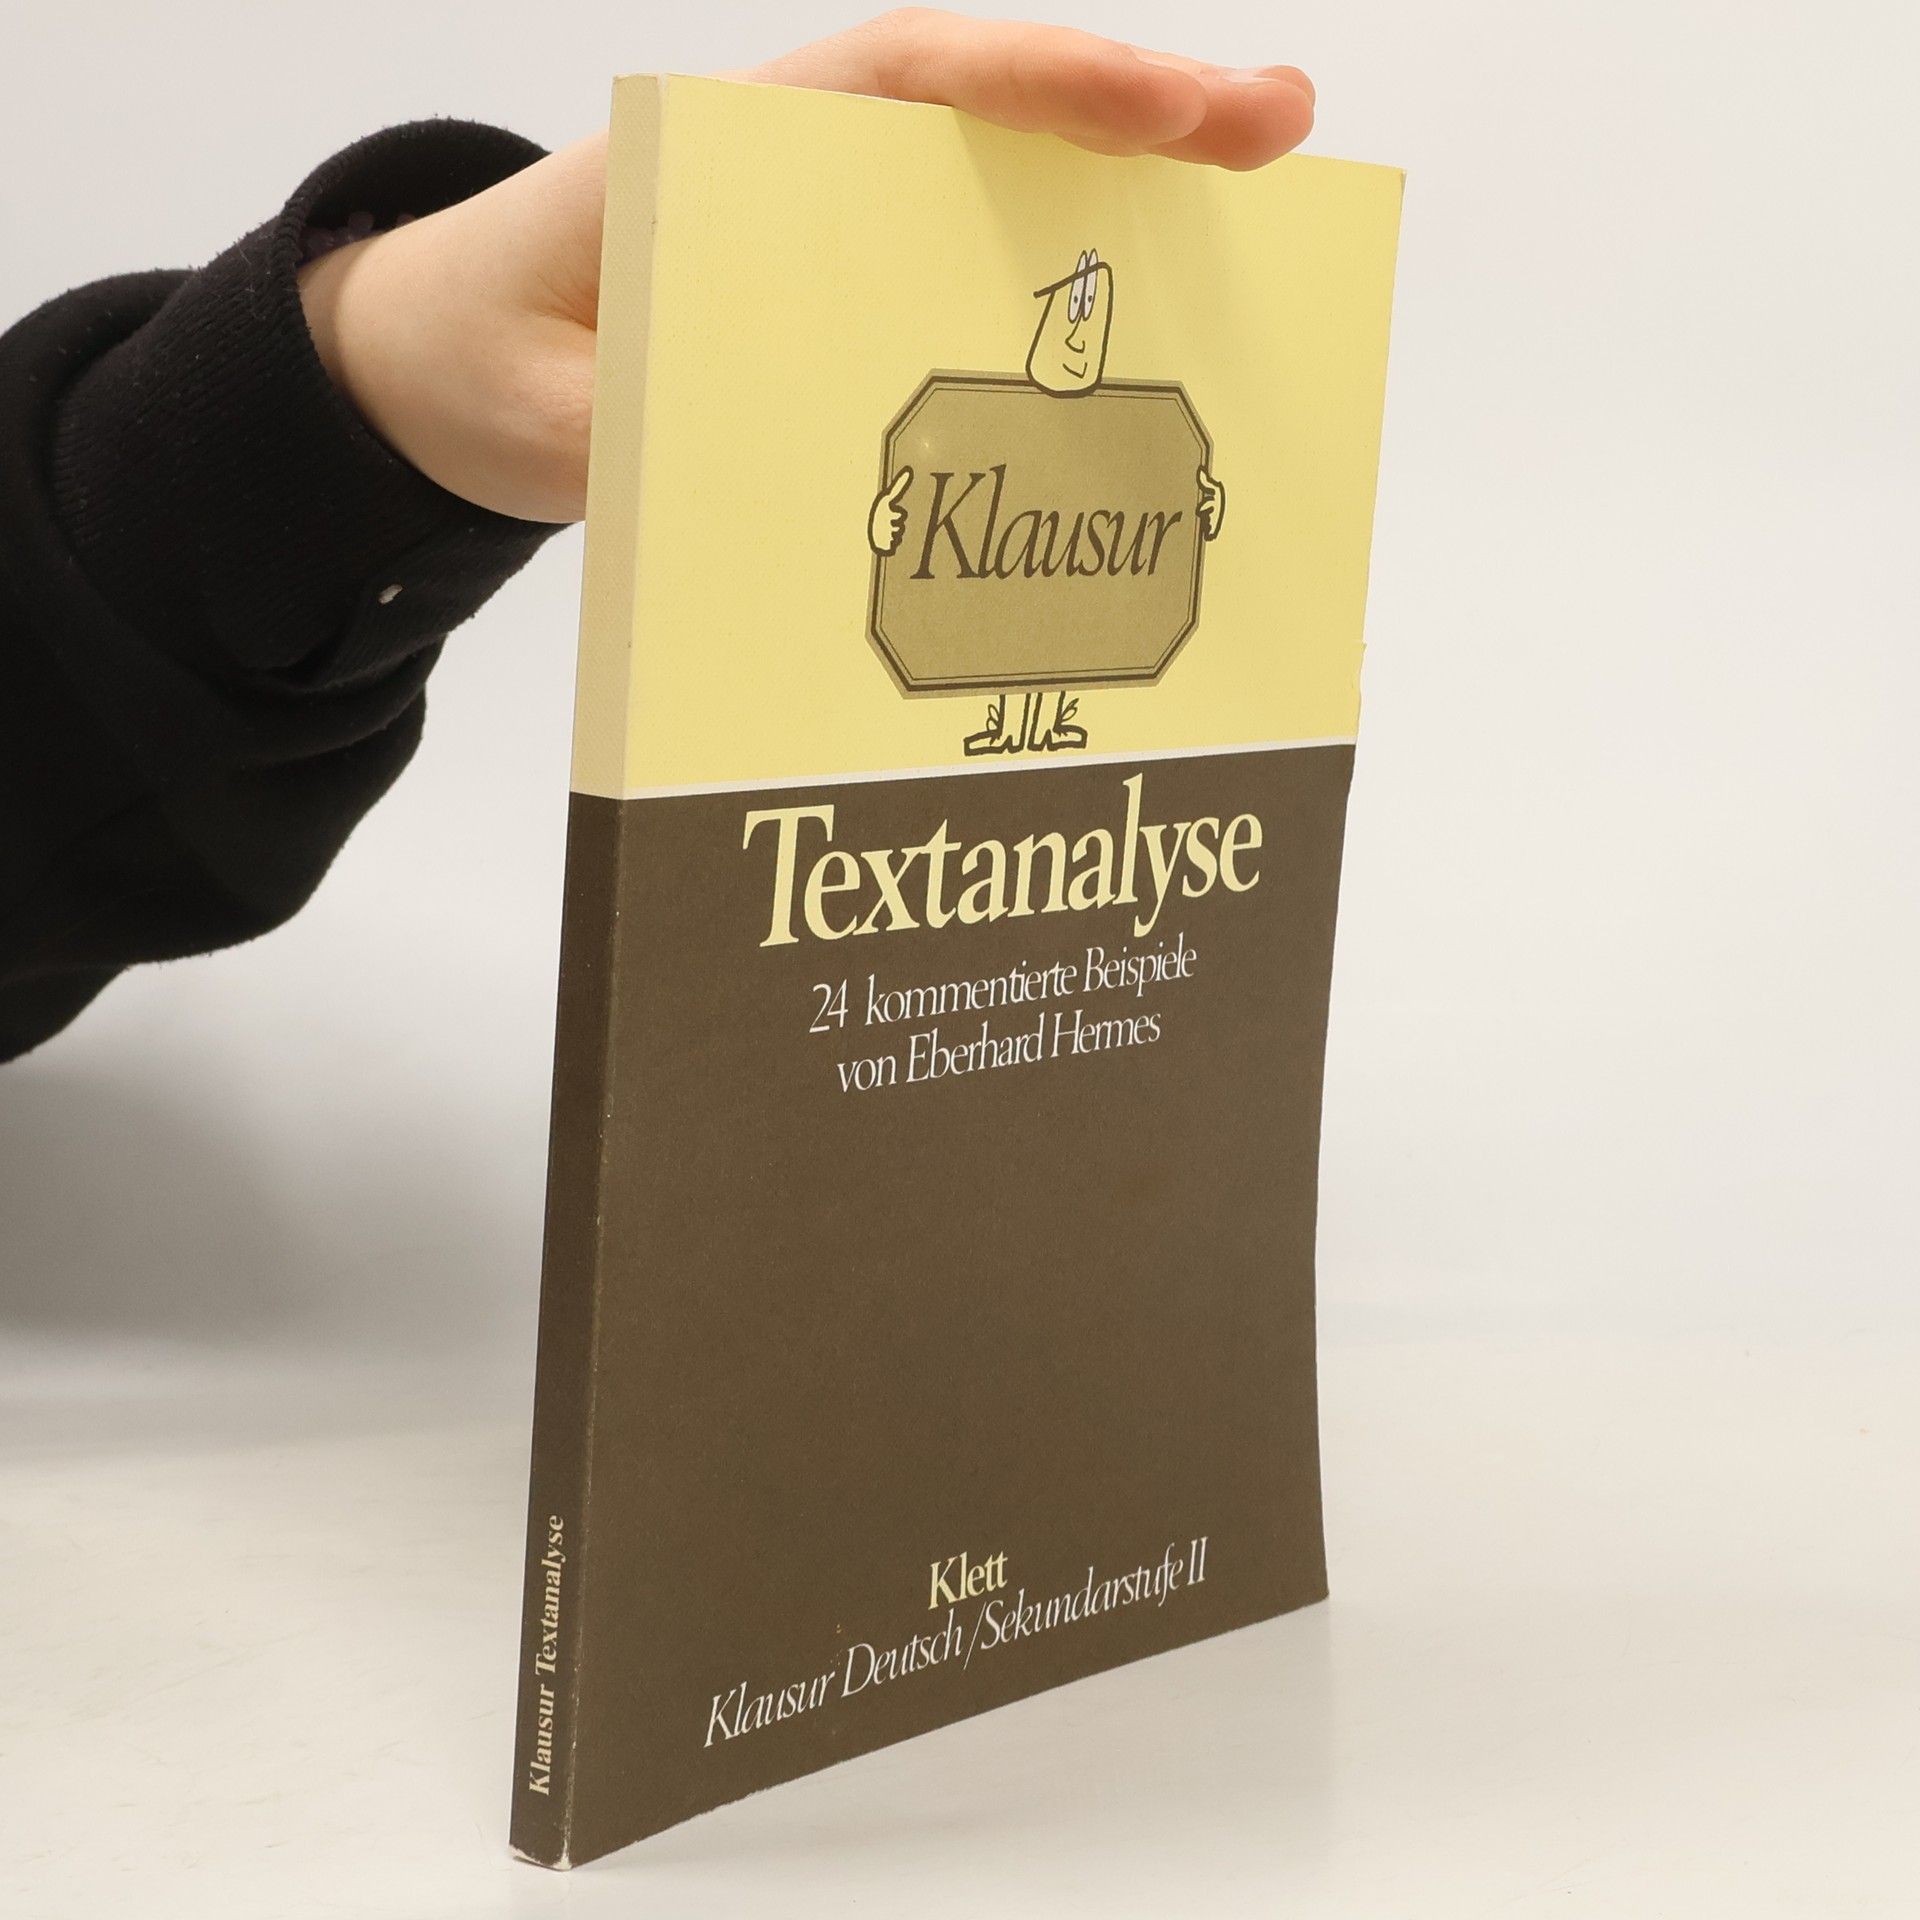 Klausur
Textanalyse
24 kommentierte Beispiele
von Eberhard Hermes
Klett
Klausur Deutsch/Sekundarstufe II
Klausur Textanalyse